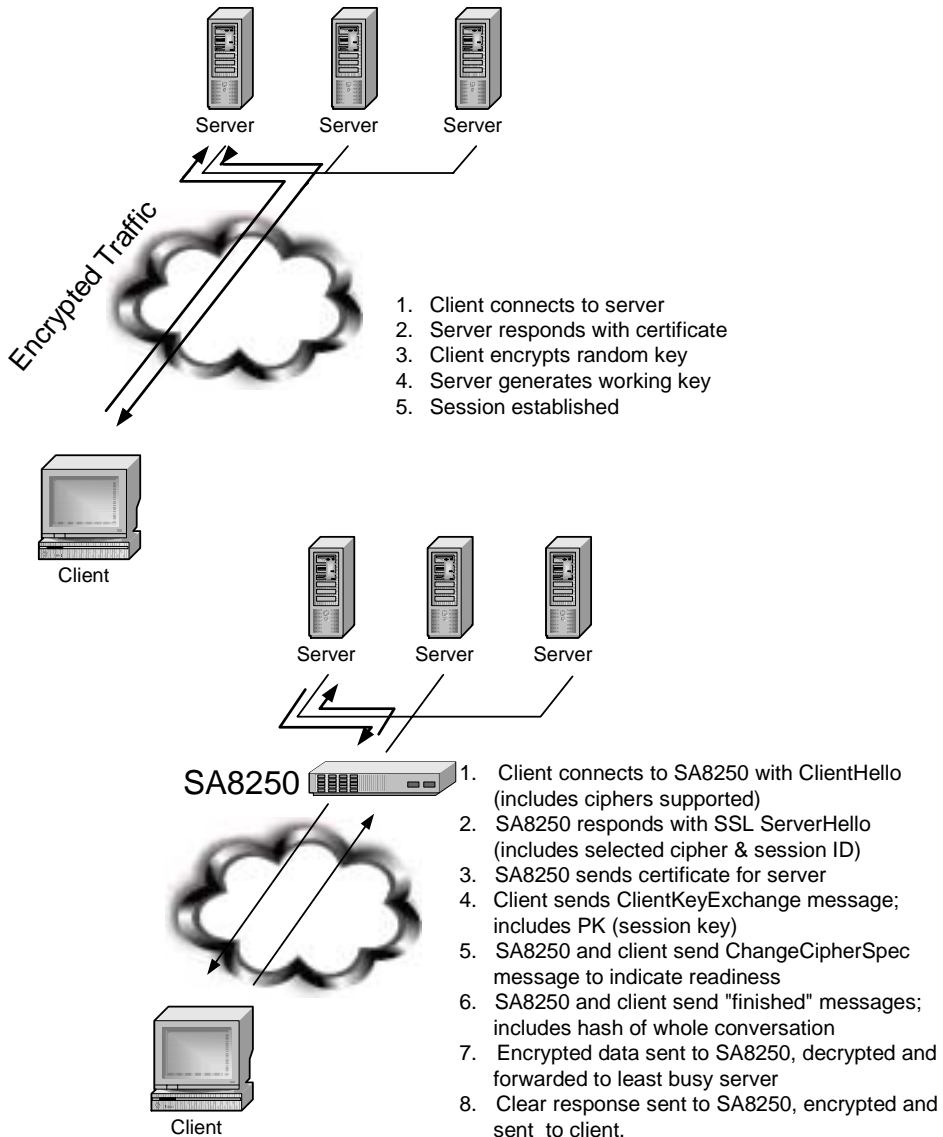 Server
Server
Server
Encrypted Traffic
1. Client connects to server
2. Server responds with certificate
3. Client encrypts random key
4. Server generates working key
5. Session established
Client
Server
Server
Server
SA8250
1. Client connects to SA8250 with ClientHello
(includes ciphers supported)
2. SA8250 responds with SSL ServerHello
(includes selected cipher & session ID)
3. SA8250 sends certificate for server
4. Client sends ClientKeyExchange message;
includes PK (session key)
5. SA8250 and client send ChangeCipherSpec
message to indicate readiness
6. SA8250 and client send "finished" messages;
includes hash of whole conversation
7. Encrypted data sent to SA8250, decrypted and
forwarded to least busy server
8. Clear response sent to SA8250, encrypted and
sent to client.
Client